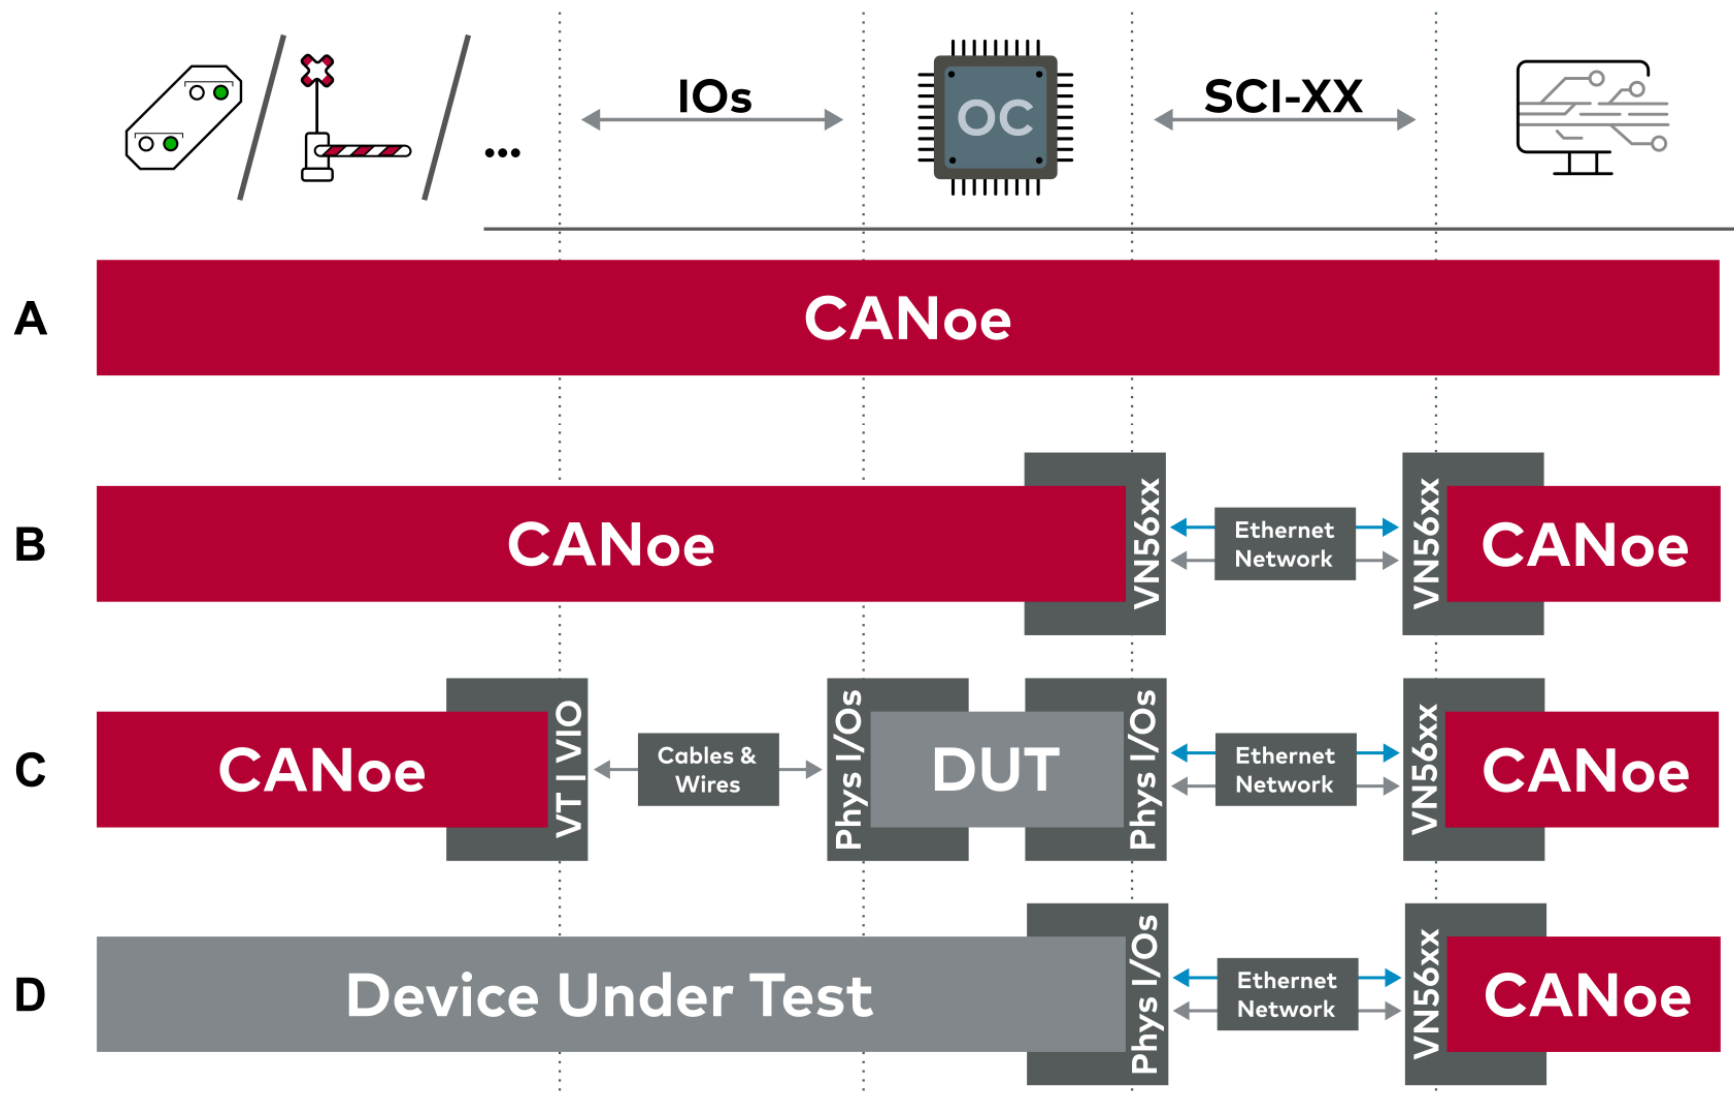 IOs
OC
SCI-XX
...
A
CANoe
B
CANoe
VN56xx
Ethernet
Network
VN56xx
CANoe
C
CANoe
VT | VIO
Cables &
Wires
Phys I/Os
DUT
Phys I/Os
Ethernet
Network
VN56xx
CANoe
D
Device Under Test
Phys I/Os
Ethernet
Network
VN56xx
CANoe